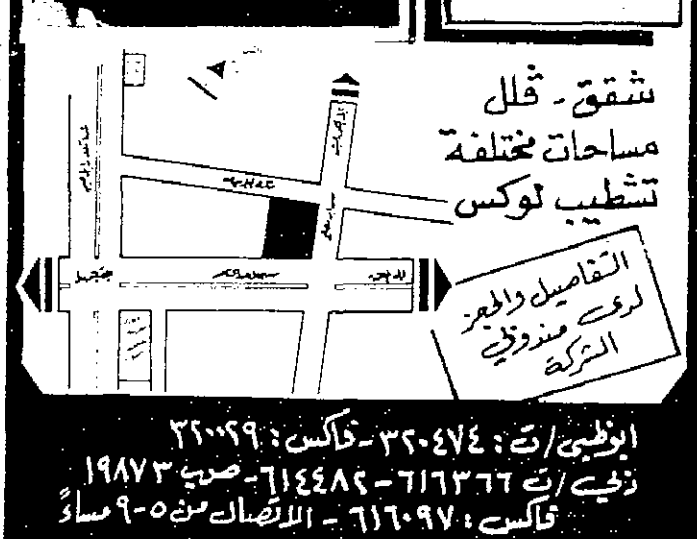 شقق - ڤلل
مساحات مختلفة
تشطيب لوكس
التفاصيل والحجز
لدى مندوبي
الشركة
ابوظبي / ت : ٣٢٠٤٧٤ - فاكس : ٣٢٠٠٢٩
دبي / ت ٦١٦٣٦٦ - ٦١٤٤٨٢ - ص.ب ١٩٨٧٣
فاكس : ٦١٦٠٩٧ - الاتصال من ٥-٩ مساءً